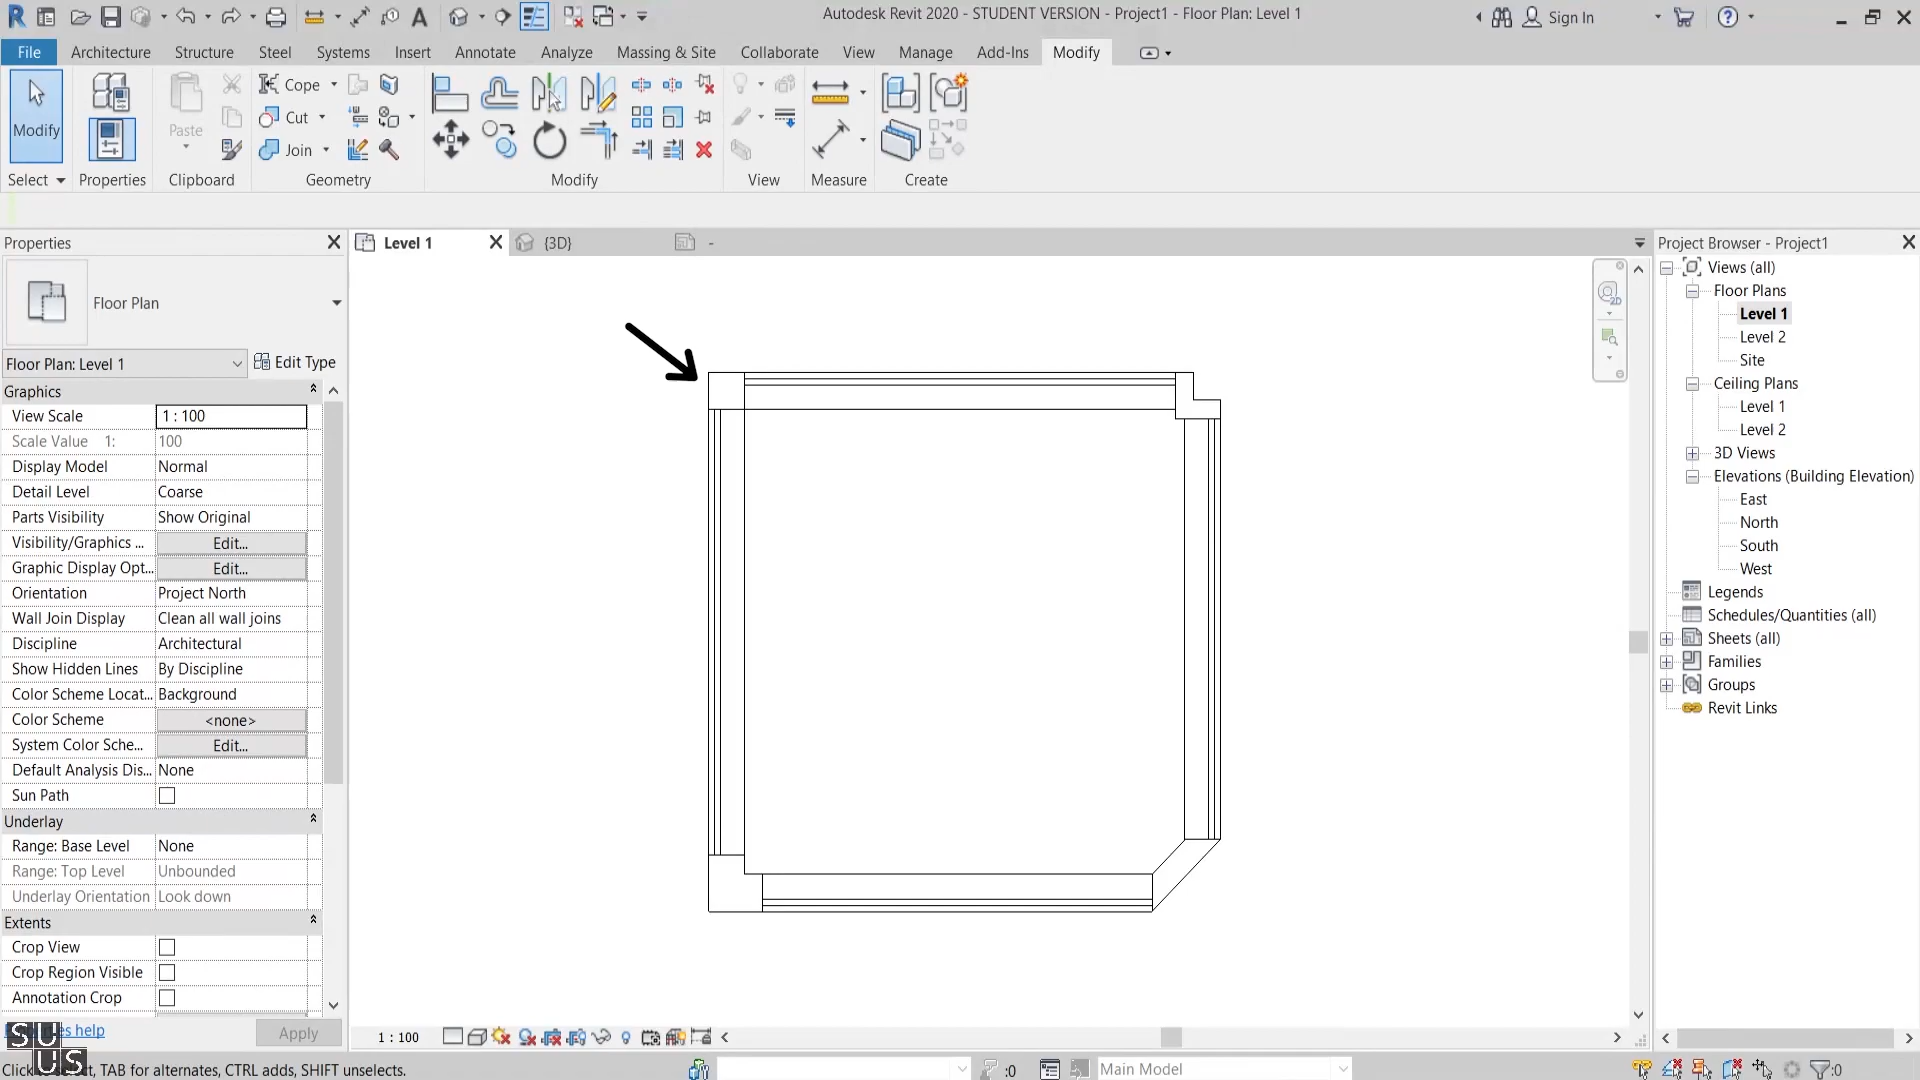 Autodesk Revit 2020 - STUDENT VERSION - Project1 - Floor Plan: Level 1
Sign In
File Architecture Structure Steel Systems Insert Annotate Analyze Massing & Site Collaborate View Manage Add-Ins Modify
Modify
Paste
Cope
Cut
Join
Select Properties Clipboard Geometry Modify View Measure Create
Properties
Level 1
{3D}
-
Project Browser - Project1
Floor Plan
Floor Plan: Level 1
Edit Type
Graphics
View Scale 1 : 100
Scale Value 1: 100
Display Model Normal
Detail Level Coarse
Parts Visibility Show Original
Visibility/Graphics ... Edit...
Graphic Display Opt... Edit...
Orientation Project North
Wall Join Display Clean all wall joins
Discipline Architectural
Show Hidden Lines By Discipline
Color Scheme Locat... Background
Color Scheme <none>
System Color Sche... Edit...
Default Analysis Dis... None
Sun Path
Underlay
Range: Base Level None
Range: Top Level Unbounded
Underlay Orientation Look down
Extents
Crop View
Crop Region Visible
Annotation Crop
Apply
2D
Views (all)
Floor Plans
Level 1
Level 2
Site
Ceiling Plans
Level 1
Level 2
3D Views
Elevations (Building Elevation)
East
North
South
West
Legends
Schedules/Quantities (all)
Sheets (all)
Families
Groups
Revit Links
1 : 100
SU
US
TAB for alternates, CTRL adds, SHIFT unselects.
:0
Main Model
:0